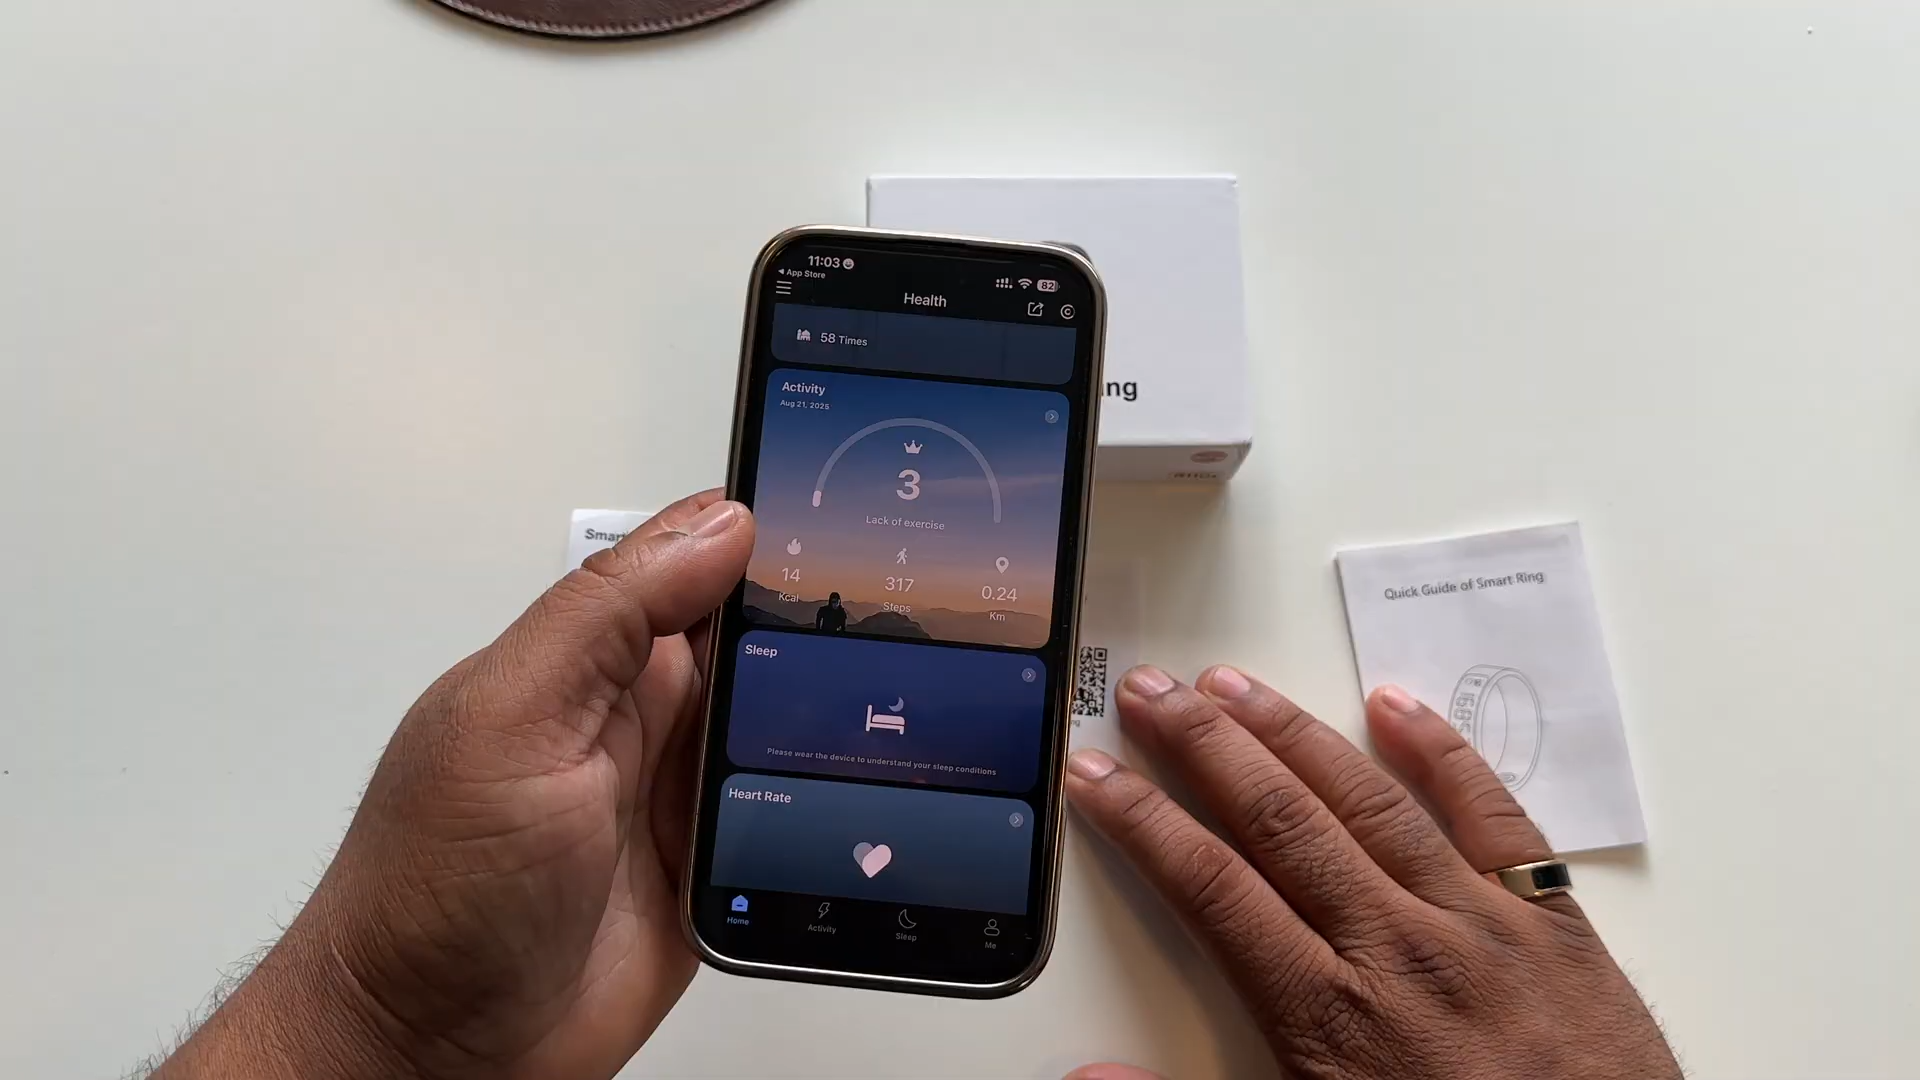 11:03
App Store
82
Health
58 Times
ing
Activity
Aug 21, 2025
3
Lack of exercise
14
Kcal
317
Steps
0.24
Km
Smart
Quick Guide of Smart Ring
Sleep
Please wear the device to understand your sleep conditions
Heart Rate
Home
Activity
Sleep
Me